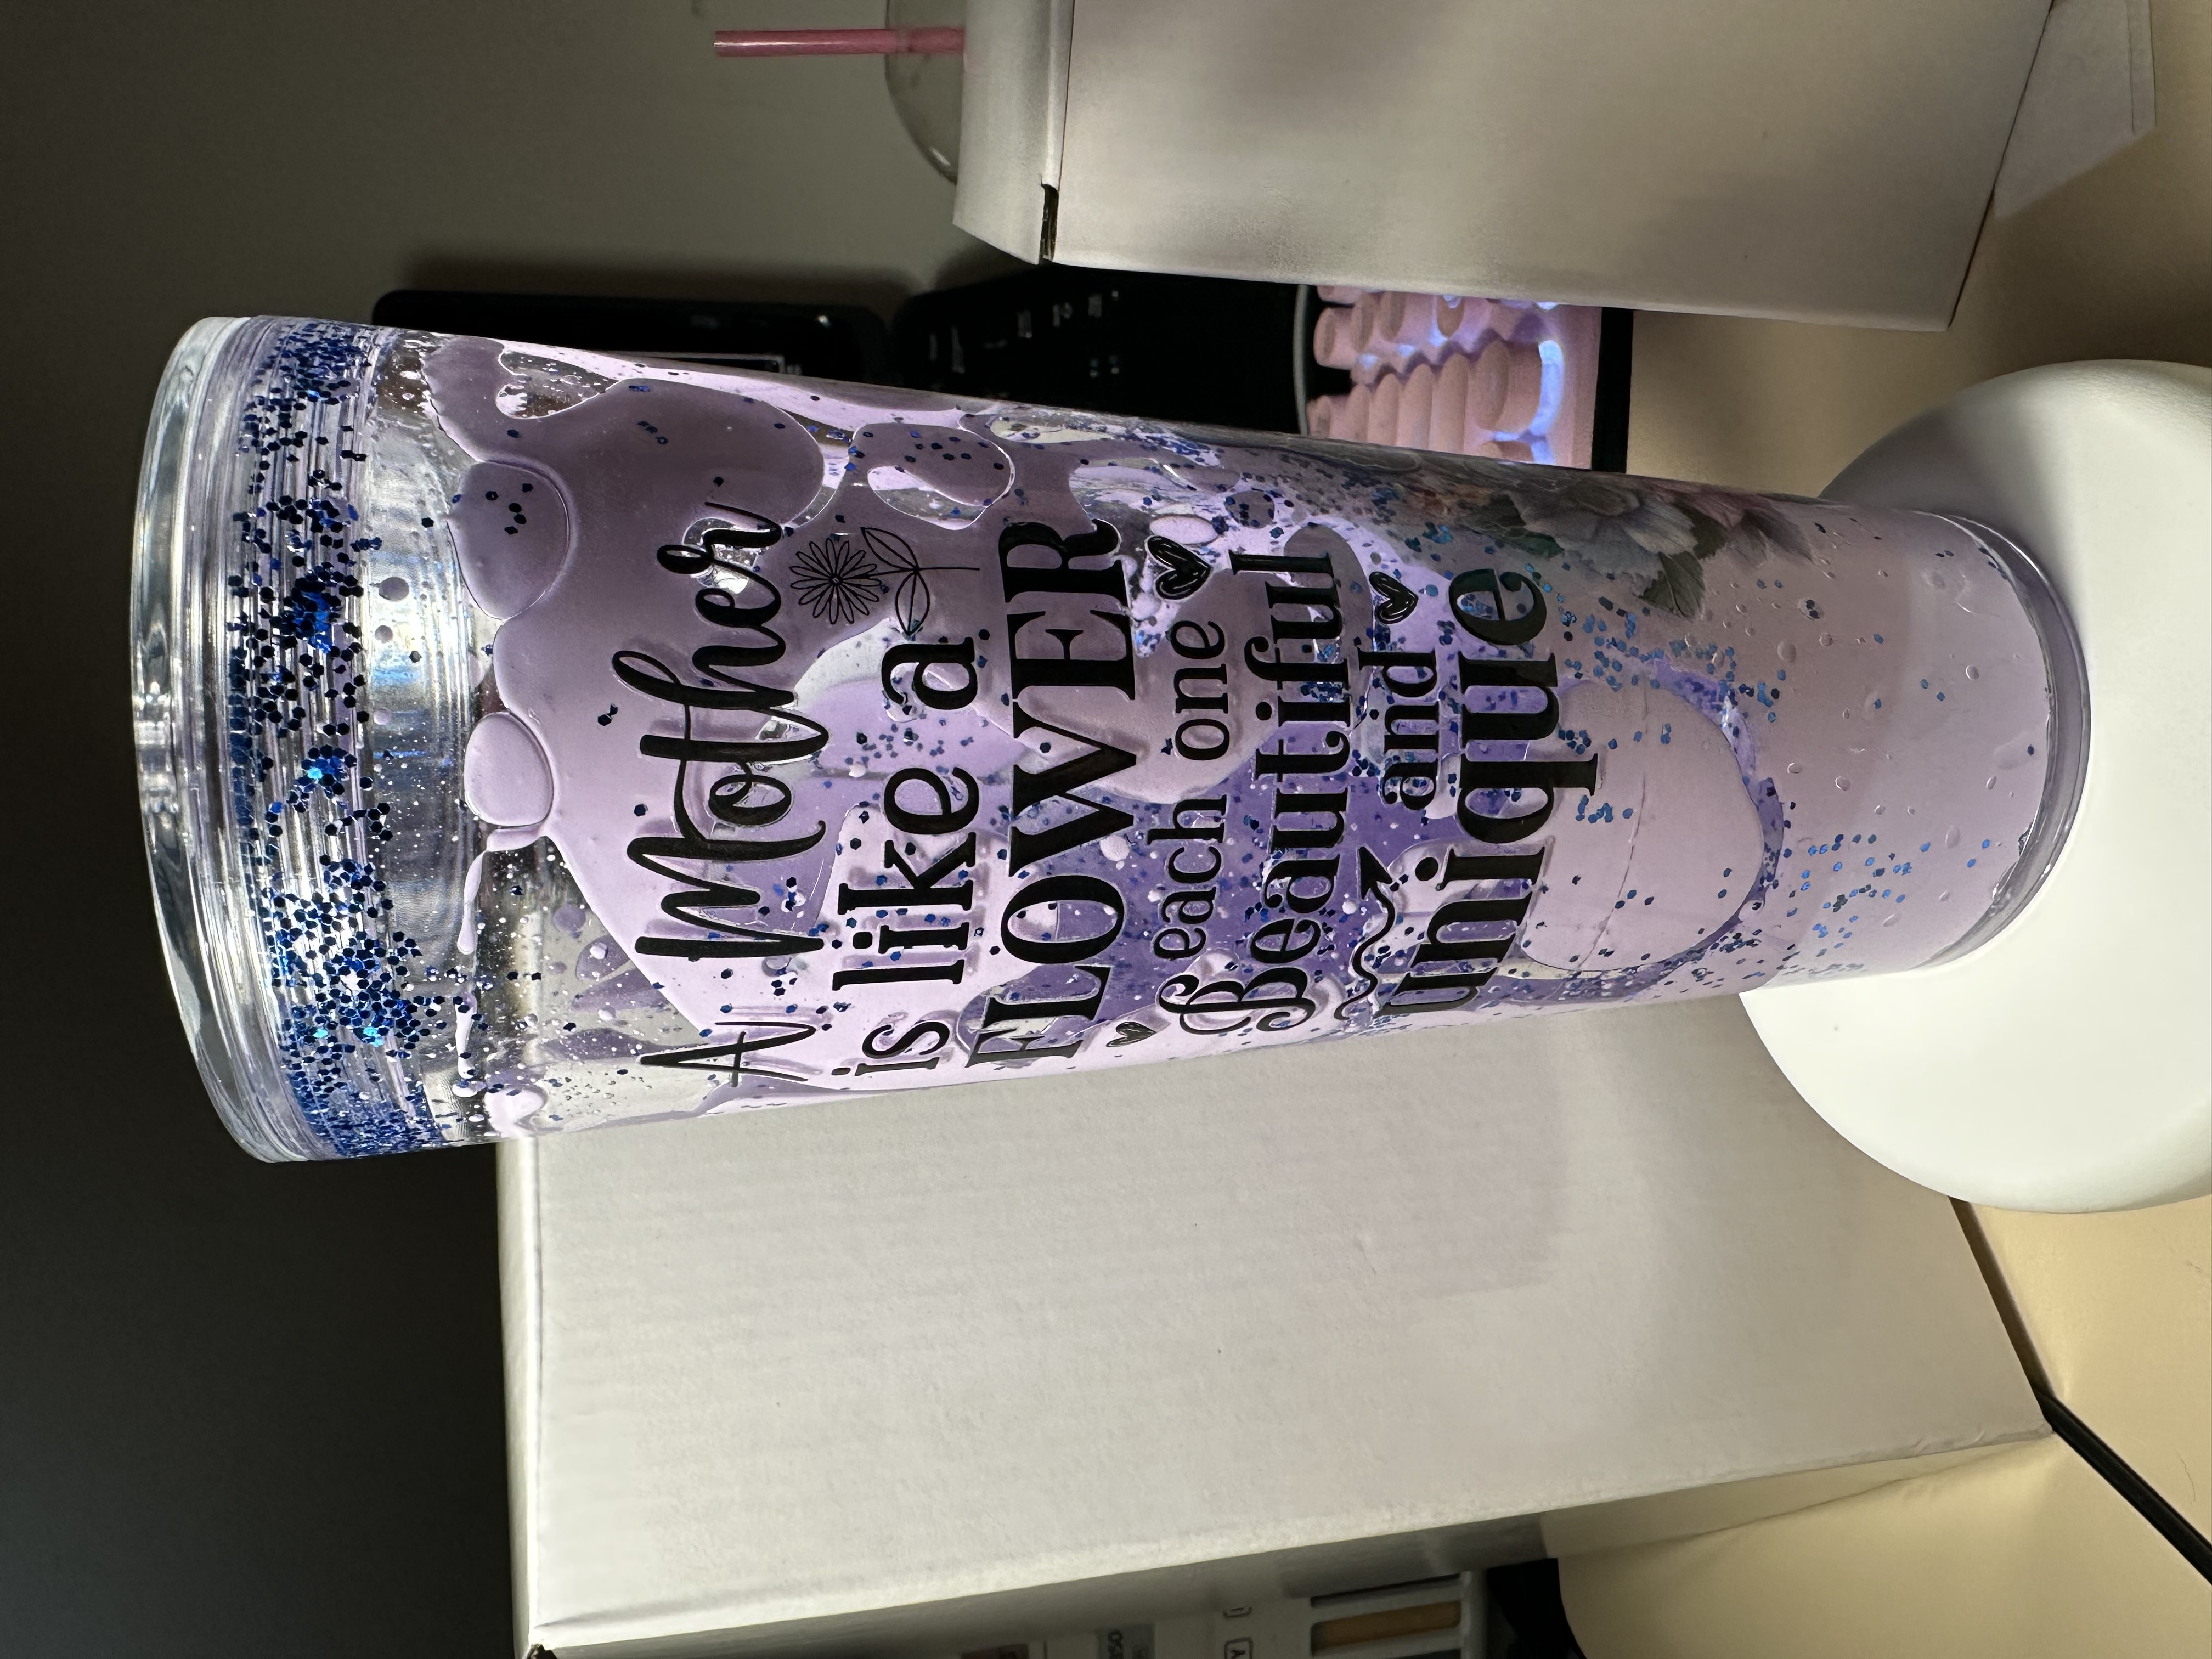 A Mother
is like a
FLOWER
each one
Beautiful
and
unique